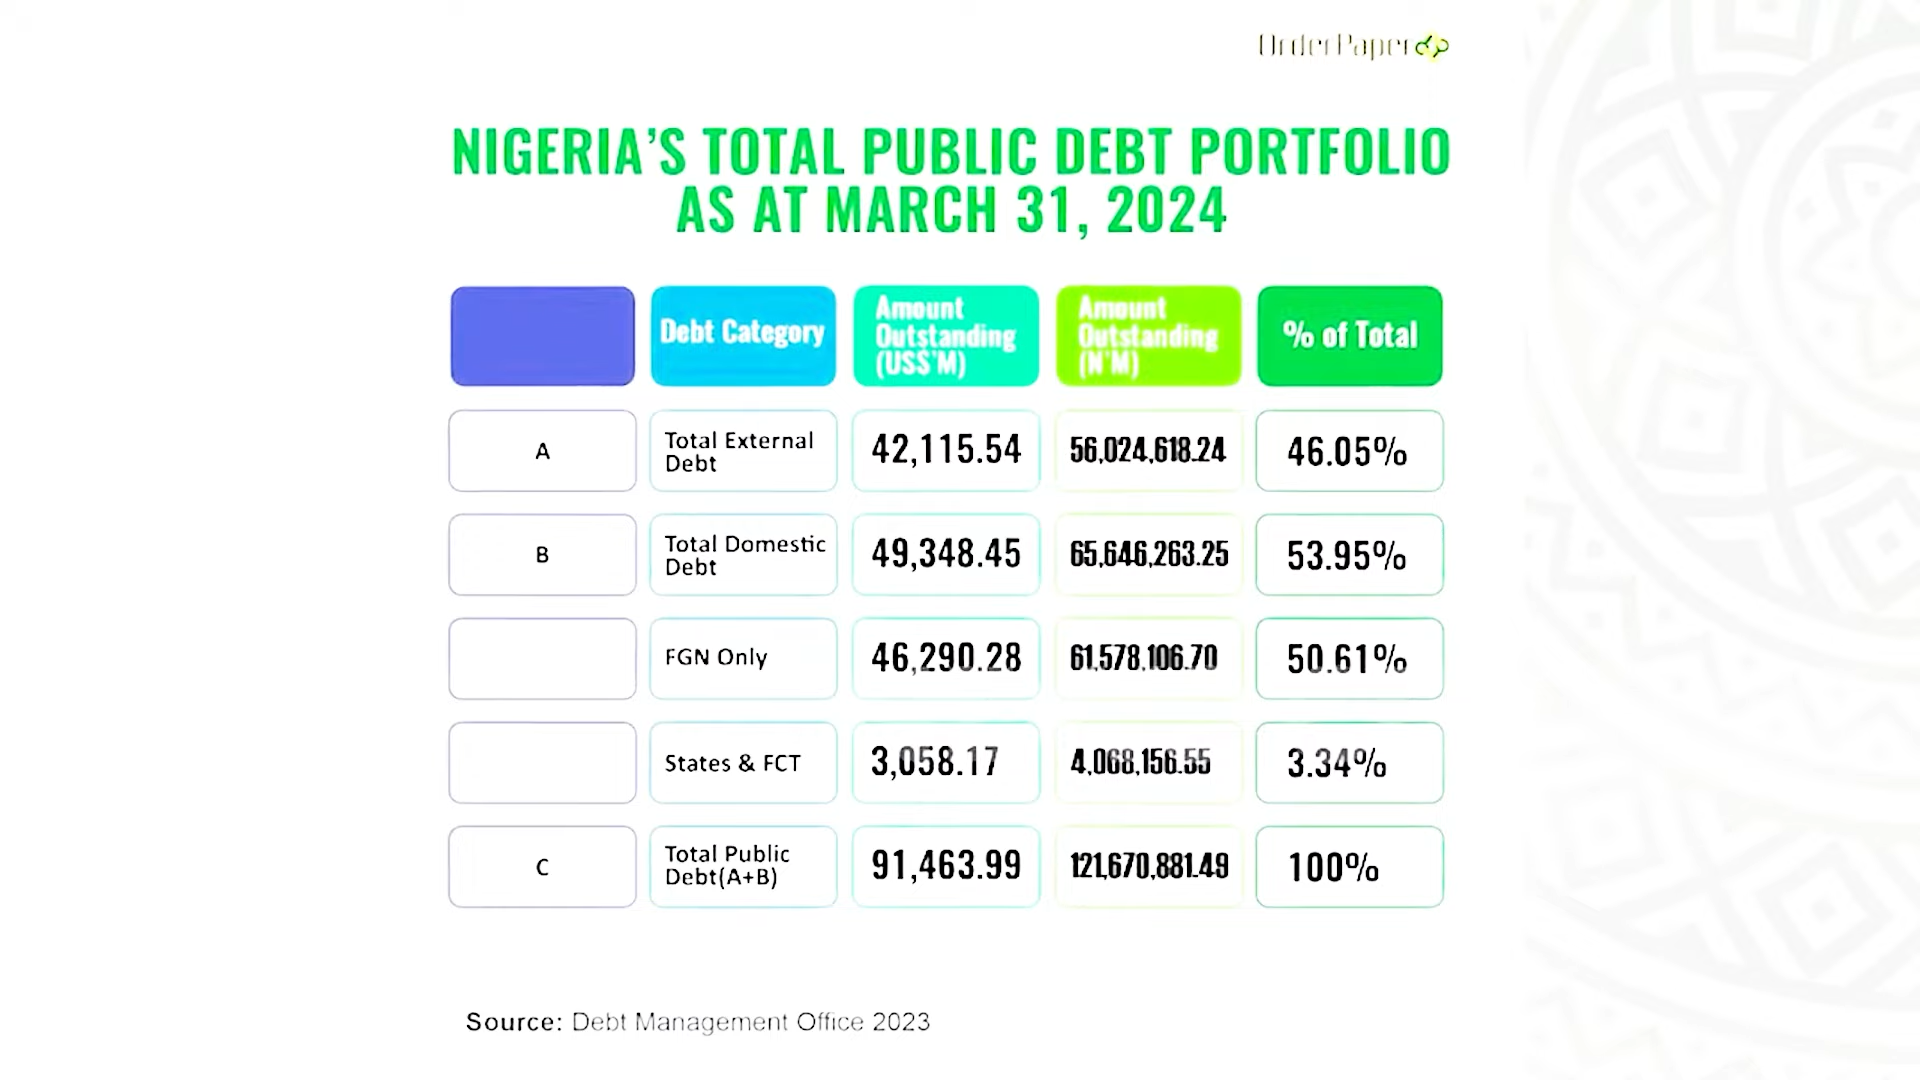 OrderPaper
NIGERIA'S TOTAL PUBLIC DEBT PORTFOLIO
AS AT MARCH 31, 2024
Debt Category
Amount
Outstanding
(US$'M)
Amount
Outstanding
(N'M)
% of Total
A
Total External
Debt
42,115.54
56,024,618.24
46.05%
B
Total Domestic
Debt
49,348.45
65,646,263.25
53.95%
FGN Only
46,290.28
61,578,106.70
50.61%
States & FCT
3,058.17
4,068,156.55
3.34%
C
Total Public
Debt(A+B)
91,463.99
121,670,881.49
100%
Source: Debt Management Office 2023